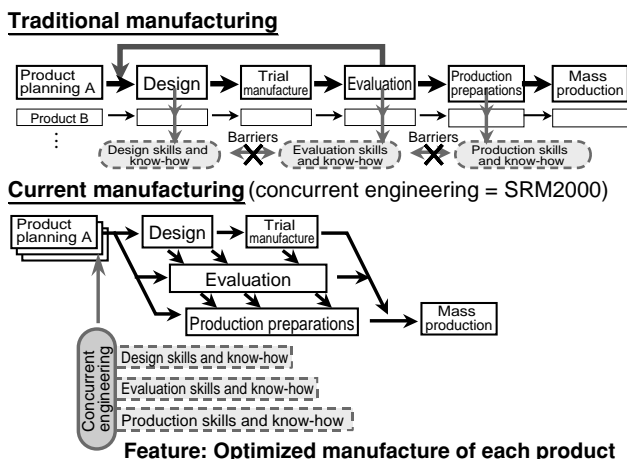 Traditional manufacturing
Product
planning A
Design
Trial
manufacture
Evaluation
Production
preparations
Mass
production
Product B
⋮
Barriers
Barriers
Design skills and
know-how
Evaluation skills
and know-how
Production skills
and know-how
Current manufacturing (concurrent engineering = SRM2000)
Product
planning A
Design
Trial
manufacture
Evaluation
Production preparations
Mass
production
Concurrent
engineering
Design skills and know-how
Evaluation skills and know-how
Production skills and know-how
Feature: Optimized manufacture of each product